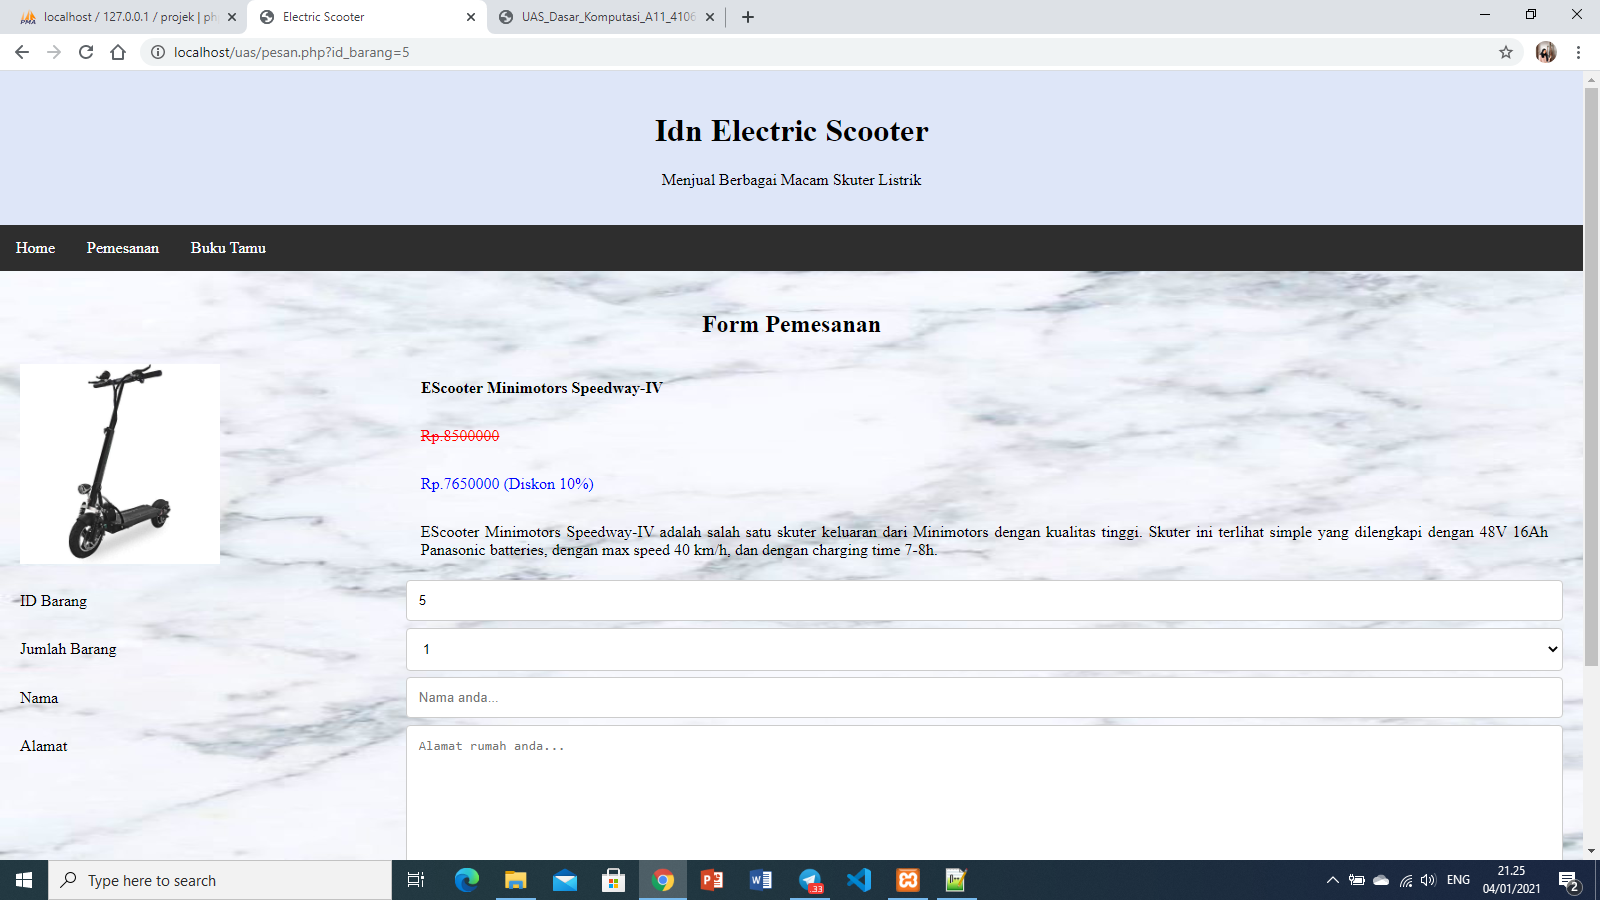 localhost / 127.0.0.1 / projek | ph
Electric Scooter
UAS_Dasar_Komputasi_A11_4106
localhost/uas/pesan.php?id_barang=5
Idn Electric Scooter
Menjual Berbagai Macam Skuter Listrik
Home Pemesanan Buku Tamu
Form Pemesanan
EScooter Minimotors Speedway-IV
Rp.8500000
Rp.7650000 (Diskon 10%)
EScooter Minimotors Speedway-IV adalah salah satu skuter keluaran dari Minimotors dengan kualitas tinggi. Skuter ini terlihat simple yang dilengkapi dengan 48V 16Ah
Panasonic batteries, dengan max speed 40 km/h, dan dengan charging time 7-8h.
ID Barang 5
Jumlah Barang 1
Nama Nama anda...
Alamat Alamat rumah anda...
Type here to search
33
ENG
21.25
04/01/2021
2